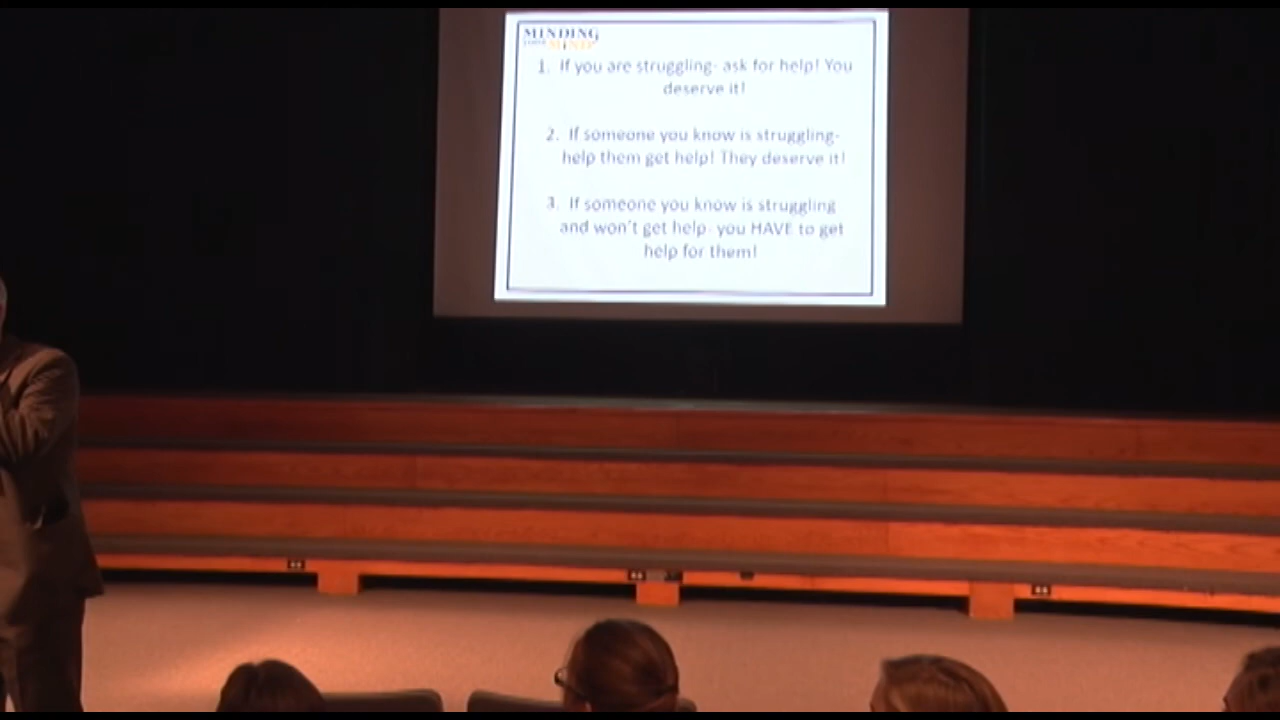 MINDING
YOUR MIND
1. If you are struggling- ask for help! You
deserve it!
2. If someone you know is struggling-
help them get help! They deserve it!
3. If someone you know is struggling
and won't get help- you HAVE to get
help for them!